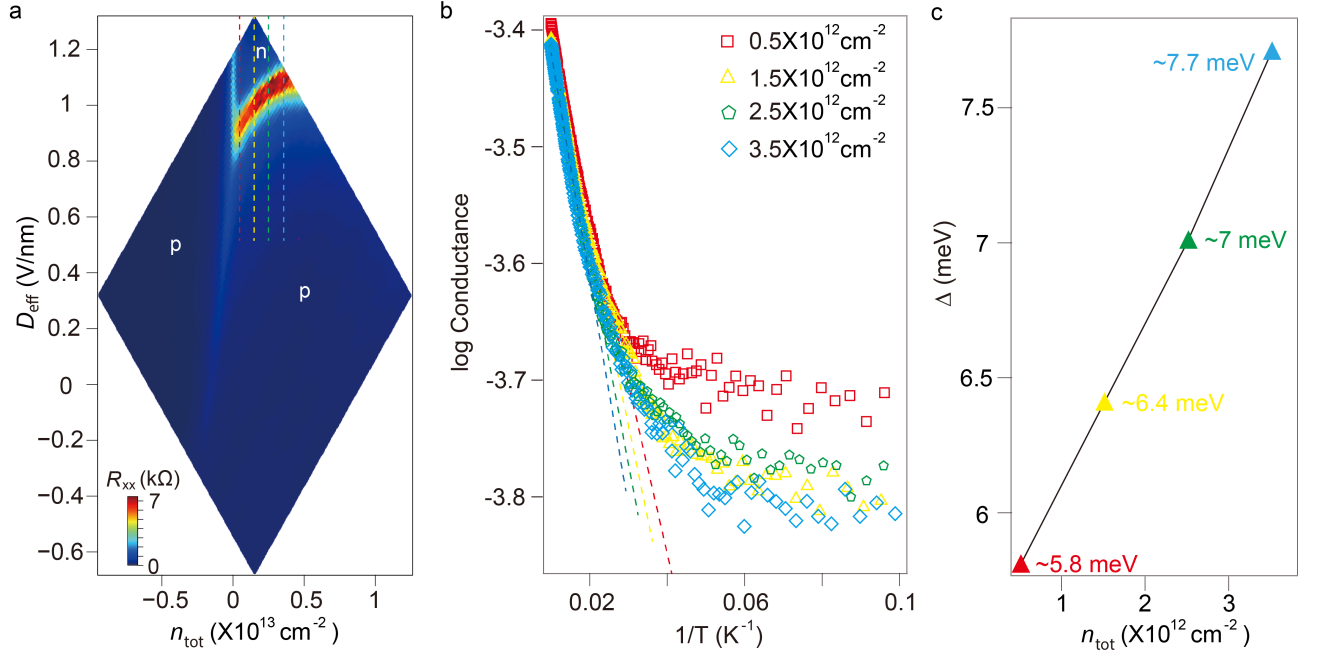 a
1.2
1
0.8
0.6
0.4
0.2
0
−0.2
−0.4
−0.6
D_eff (V/nm)
n
p
p
R_xx (kΩ)
7
0
−0.5
0
0.5
1
n_tot (X10^13 cm^-2 )
b
-3.4
-3.5
-3.6
-3.7
-3.8
log Conductance
0.5X10^12cm^-2
1.5X10^12cm^-2
2.5X10^12cm^-2
3.5X10^12cm^-2
0.02
0.06
0.1
1/T (K^-1)
c
7.5
7
6.5
6
Δ (meV)
~7.7 meV
~7 meV
~6.4 meV
~5.8 meV
1
2
3
n_tot (X10^12 cm^-2 )